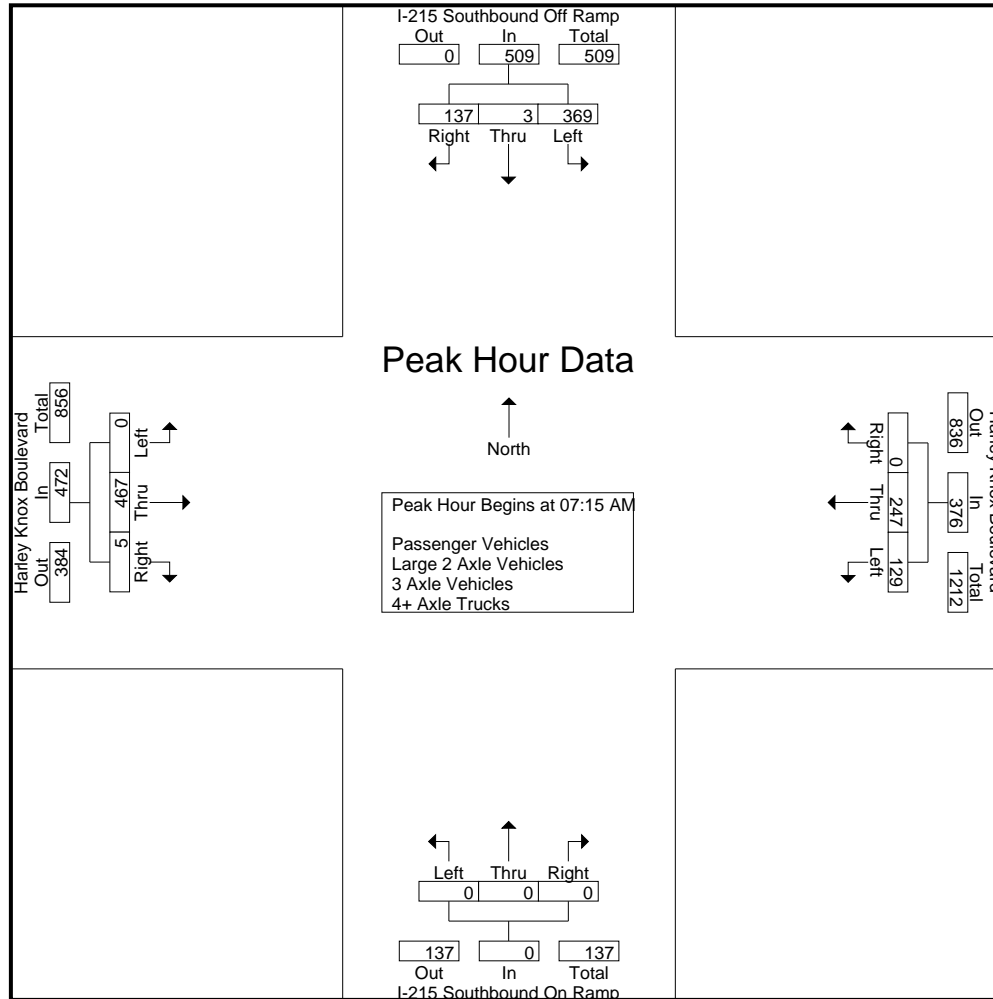 I-215 Southbound Off Ramp
Out In Total
0 509 509
137 3 369
Right Thru Left
Peak Hour Data
North
Peak Hour Begins at 07:15 AM
Passenger Vehicles
Large 2 Axle Vehicles
3 Axle Vehicles
4+ Axle Trucks
Harley Knox Boulevard
Out In Total
384 472 856
5 467 0
Right Thru Left
Harley Knox Boulevard
Out In Total
836 376 1212
0 247 129
Right Thru Left
Left Thru Right
0 0 0
137 0 137
Out In Total
I-215 Southbound On Ramp